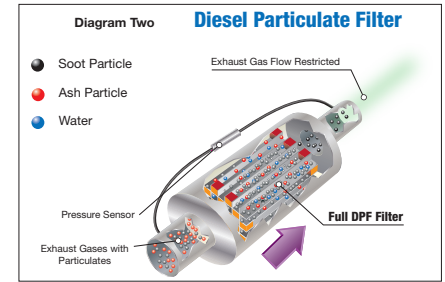 Diagram Two
Diesel Particulate Filter
Soot Particle
Ash Particle
Water
Exhaust Gas Flow Restricted
Pressure Sensor
Full DPF Filter
Exhaust Gases with
Particulates